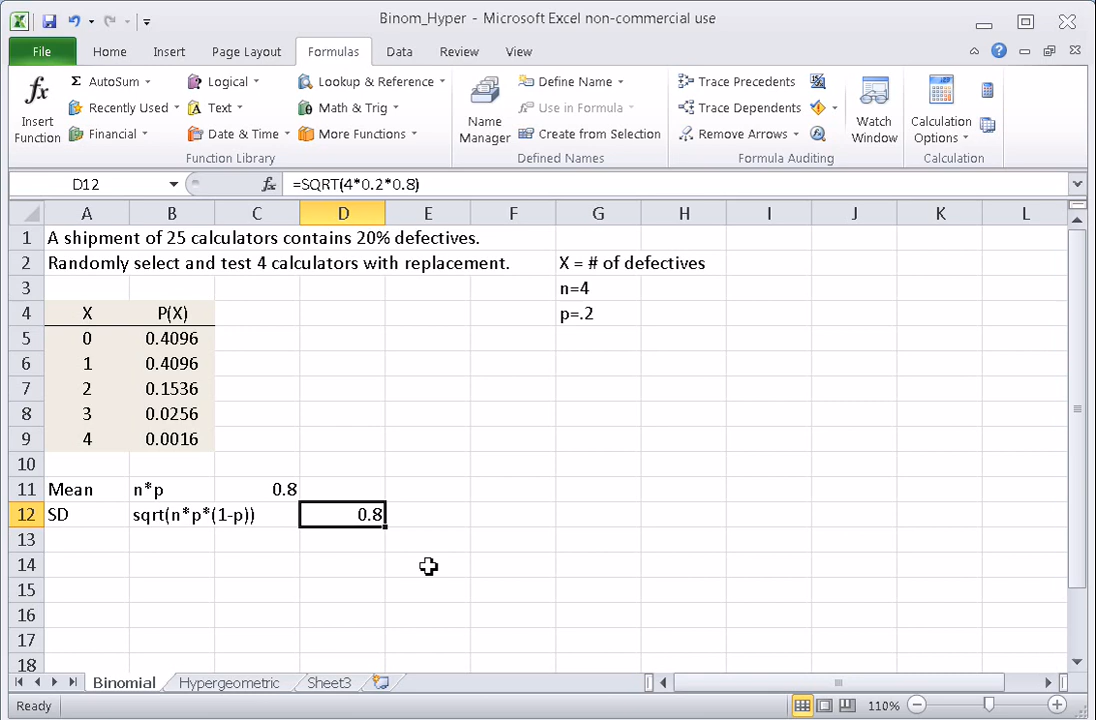 Binom_Hyper - Microsoft Excel non-commercial use
File Home Insert Page Layout Formulas Data Review View
fx Insert Function
Σ AutoSum
Recently Used
Financial
Logical
Text
Date & Time
Lookup & Reference
Math & Trig
More Functions
Function Library
Name Manager
Define Name
Use in Formula
Create from Selection
Defined Names
Trace Precedents
Trace Dependents
Remove Arrows
Formula Auditing
Watch Window
Calculation Options
Calculation
D12 fx =SQRT(4*0.2*0.8)
A B C D E F G H I J K L
1 A shipment of 25 calculators contains 20% defectives.
2 Randomly select and test 4 calculators with replacement. X = # of defectives
3 n=4
4 X P(X) p=.2
5 0 0.4096
6 1 0.4096
7 2 0.1536
8 3 0.0256
9 4 0.0016
10
11 Mean n*p 0.8
12 SD sqrt(n*p*(1-p)) 0.8
13
14
15
16
17
18
Binomial Hypergeometric Sheet3
Ready 110%